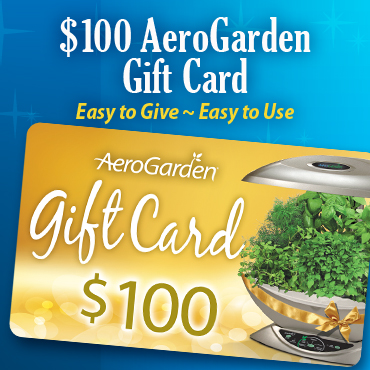 $100 AeroGarden
Gift Card
Easy to Give ~ Easy to Use
AeroGarden
Gift Card
$100